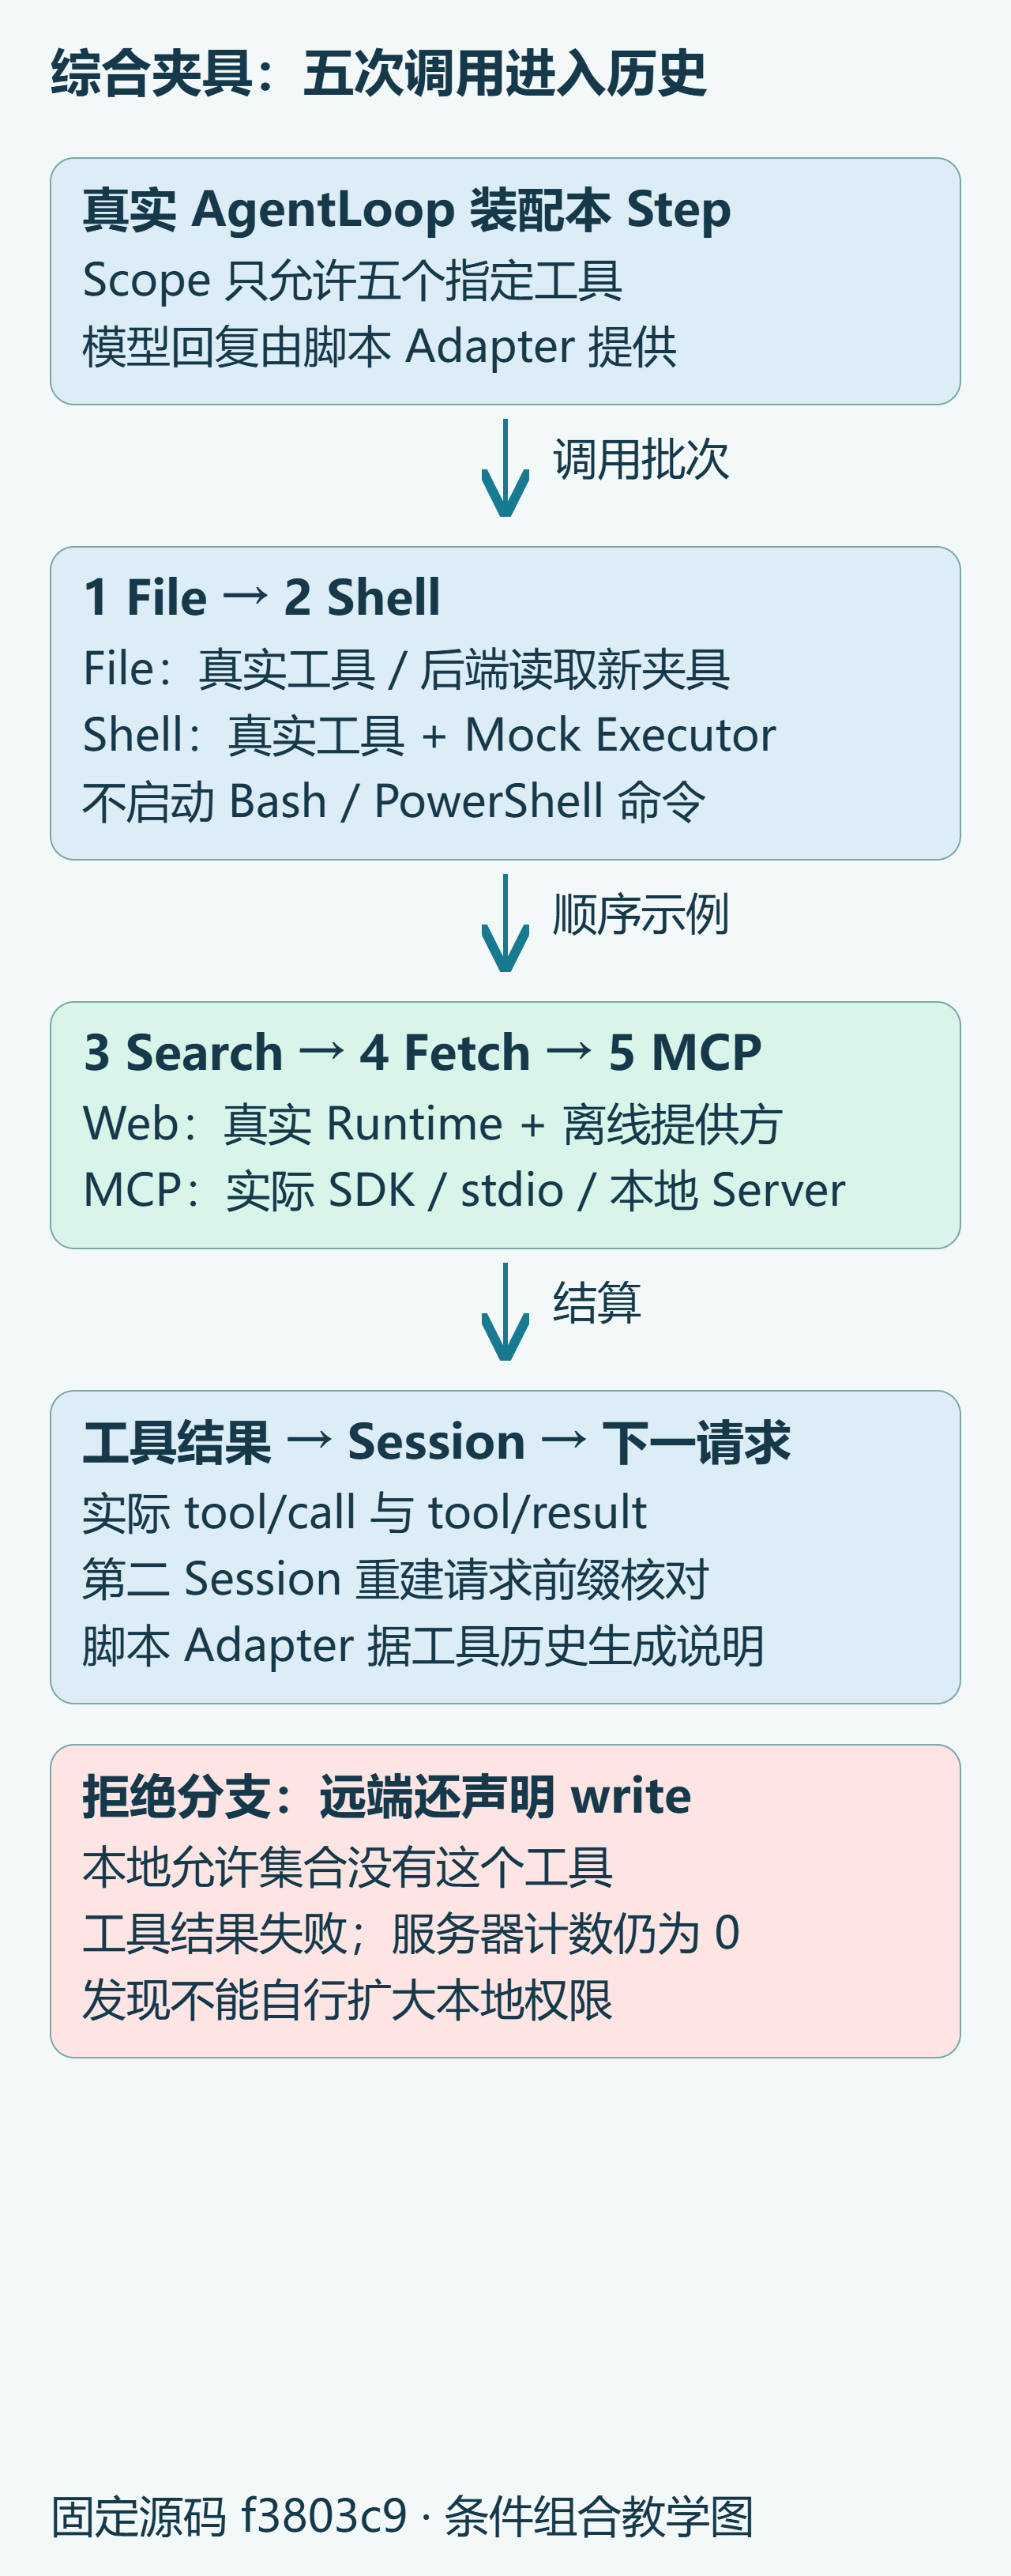 综合夹具：五次调用进入历史
真实 AgentLoop 装配本 Step
Scope 只允许五个指定工具
模型回复由脚本 Adapter 提供
调用批次
1 File → 2 Shell
File：真实工具 / 后端读取新夹具
Shell：真实工具 + Mock Executor
不启动 Bash / PowerShell 命令
顺序示例
3 Search → 4 Fetch → 5 MCP
Web：真实 Runtime + 离线提供方
MCP：实际 SDK / stdio / 本地 Server
结算
工具结果 → Session → 下一请求
实际 tool/call 与 tool/result
第二 Session 重建请求前缀核对
脚本 Adapter 据工具历史生成说明
拒绝分支：远端还声明 write
本地允许集合没有这个工具
工具结果失败；服务器计数仍为 0
发现不能自行扩大本地权限
固定源码 f3803c9 · 条件组合教学图